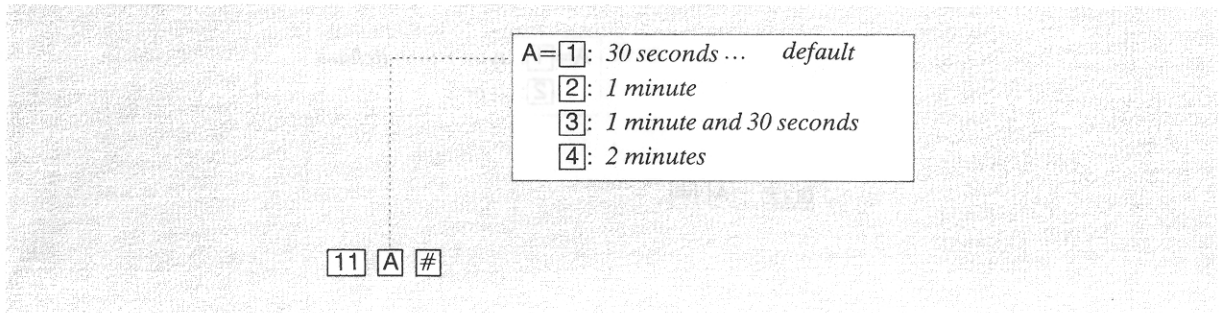 A=1: 30 seconds ... default
2: 1 minute
3: 1 minute and 30 seconds
4: 2 minutes
11 A #